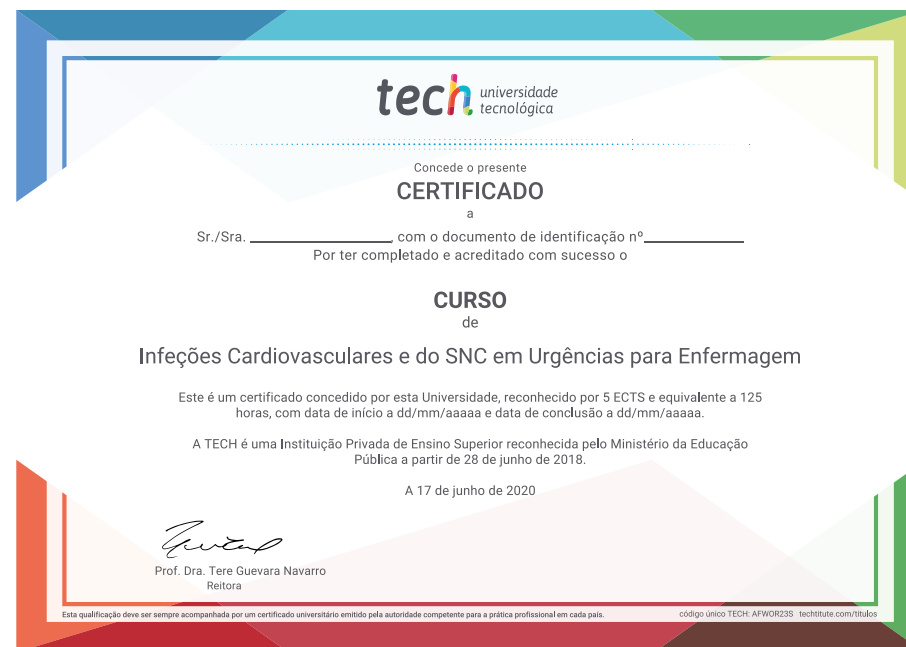 tech universidade
tecnológica
Concede o presente
CERTIFICADO
a
Sr./Sra. ________________, com o documento de identificação nº____________
Por ter completado e acreditado com sucesso o
CURSO
de
Infeções Cardiovasculares e do SNC em Urgências para Enfermagem
Este é um certificado concedido por esta Universidade, reconhecido por 5 ECTS e equivalente a 125
horas, com data de início a dd/mm/aaaaa e data de conclusão a dd/mm/aaaaa.
A TECH é uma Instituição Privada de Ensino Superior reconhecida pelo Ministério da Educação
Pública a partir de 28 de junho de 2018.
A 17 de junho de 2020
Prof. Dra. Tere Guevara Navarro
Reitora
Esta qualificação deve ser sempre acompanhada por um certificado universitário emitido pela autoridade competente para a prática profissional em cada país.
código único TECH: AFWOR23S techtitute.com/titulos